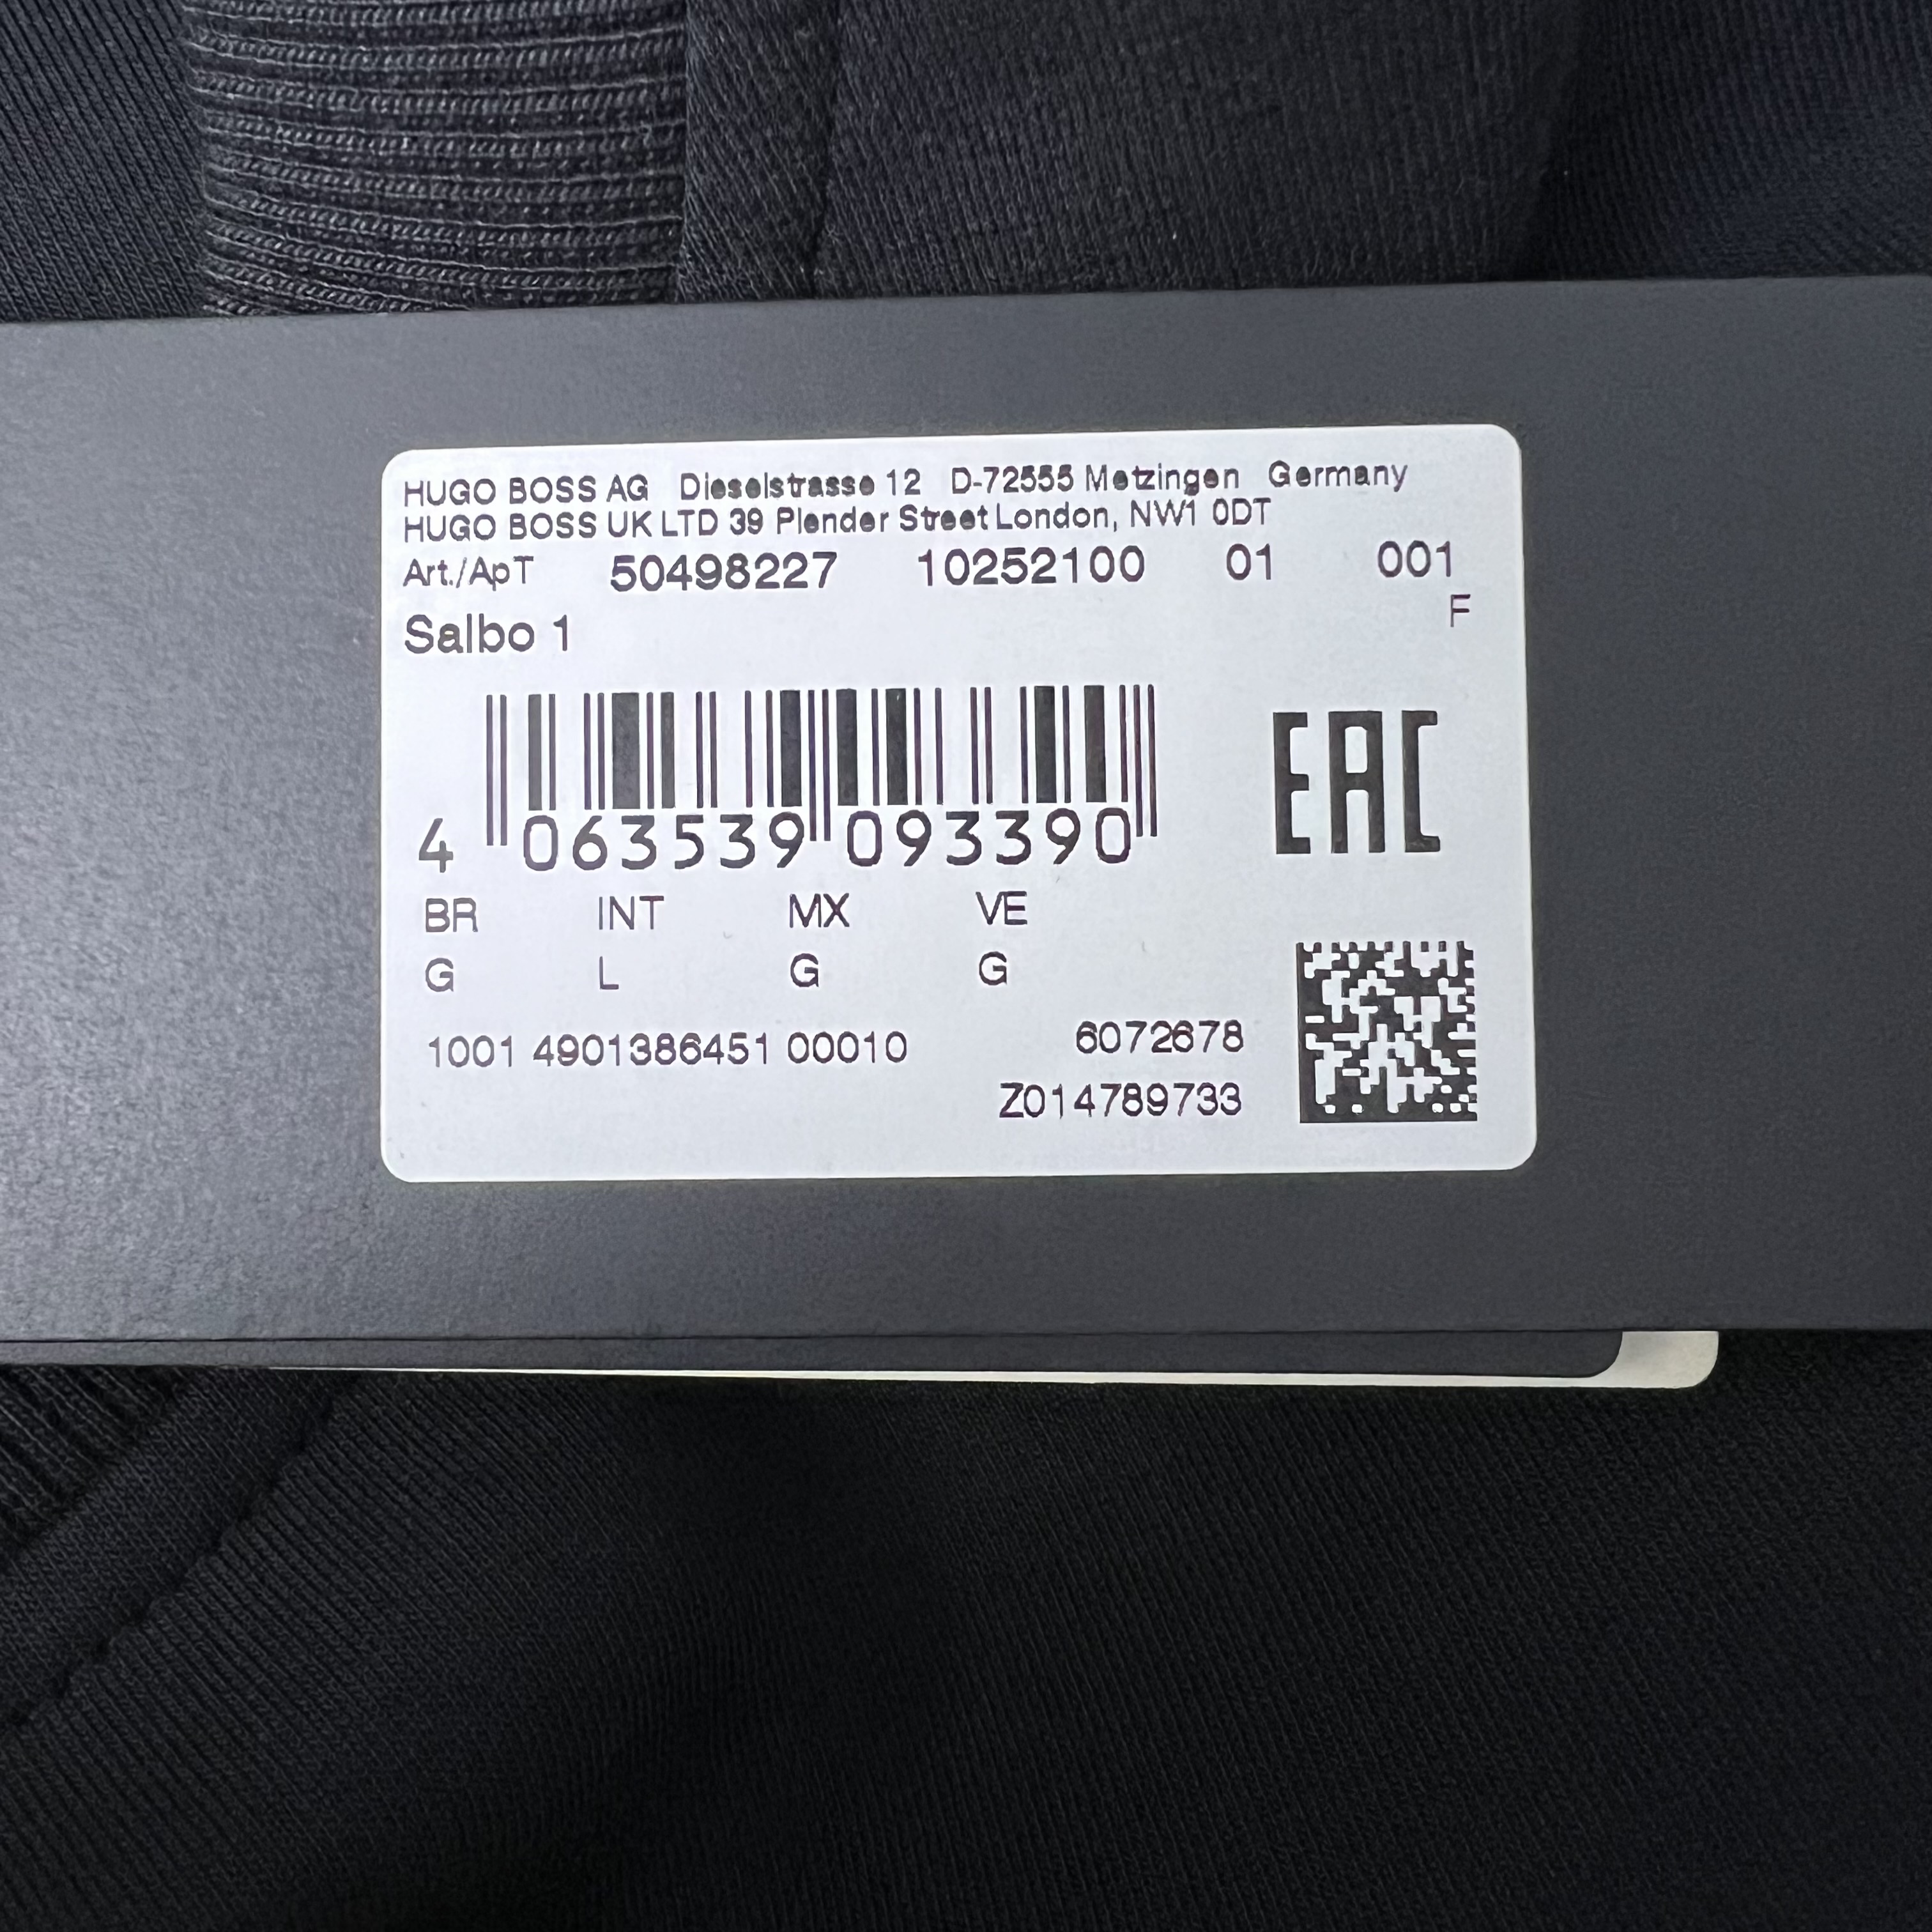 HUGO BOSS AG Dieselstrasse 12 D-72555 Metzingen Germany
HUGO BOSS UK LTD 39 Plender Street London, NW1 0DT
Art./АрТ 50498227 10252100 01 001
F
Salbo 1
4 063539 093390
EAC
BR INT MX VE
G L G G
1001 4901386451 00010 6072678
Z014789733